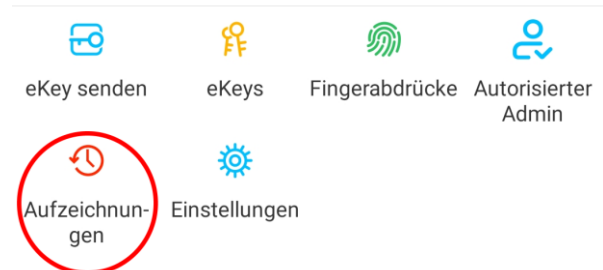 eKey senden eKeys Fingerabdrücke Autorisierter
Admin
Aufzeichnun- Einstellungen
gen